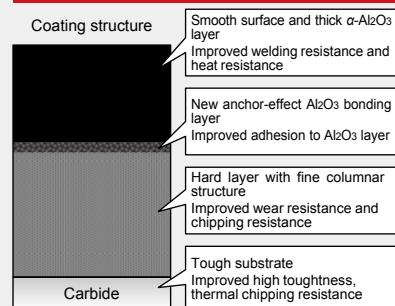 Coating structure
Smooth surface and thick α-Al2O3
layer
Improved welding resistance and
heat resistance
New anchor-effect Al2O3 bonding
layer
Improved adhesion to Al2O3 layer
Hard layer with fine columnar
structure
Improved wear resistance and
chipping resistance
Tough substrate
Improved high toughtness,
thermal chipping resistance
Carbide